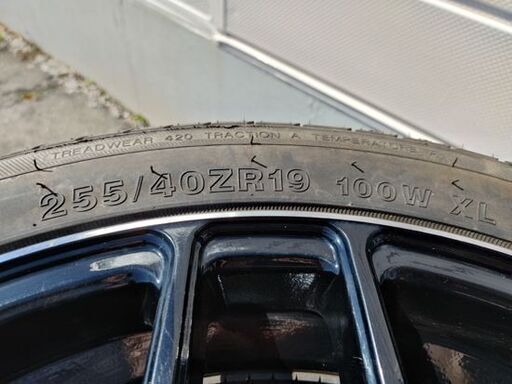 TREADWEAR 420 TRACTION A TEMPERATURE
255/40ZR19 100W XL